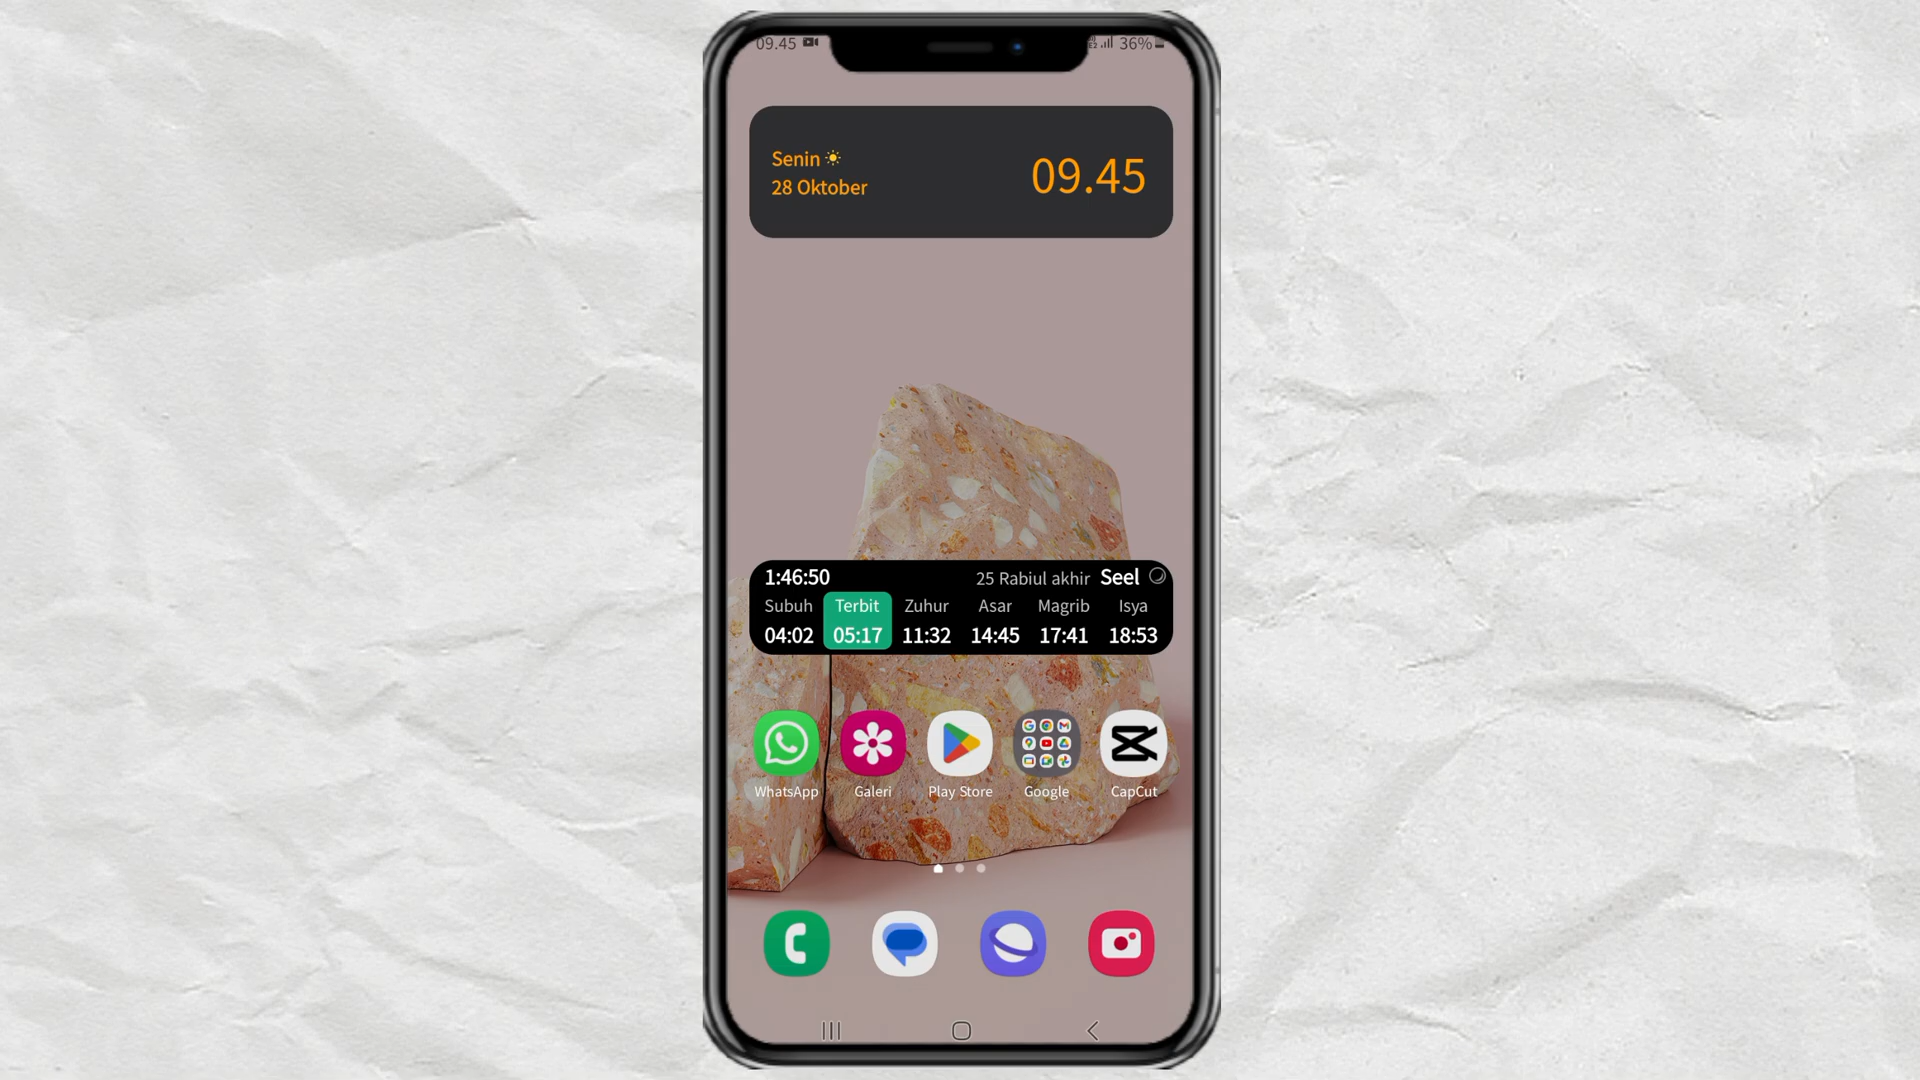 09.45 36%
Senin
28 Oktober
09.45
1:46:50 25 Rabiul akhir Seel
Subuh Terbit Zuhur Asar Magrib Isya
04:02 05:17 11:32 14:45 17:41 18:53
WhatsApp Galeri Play Store Google CapCut